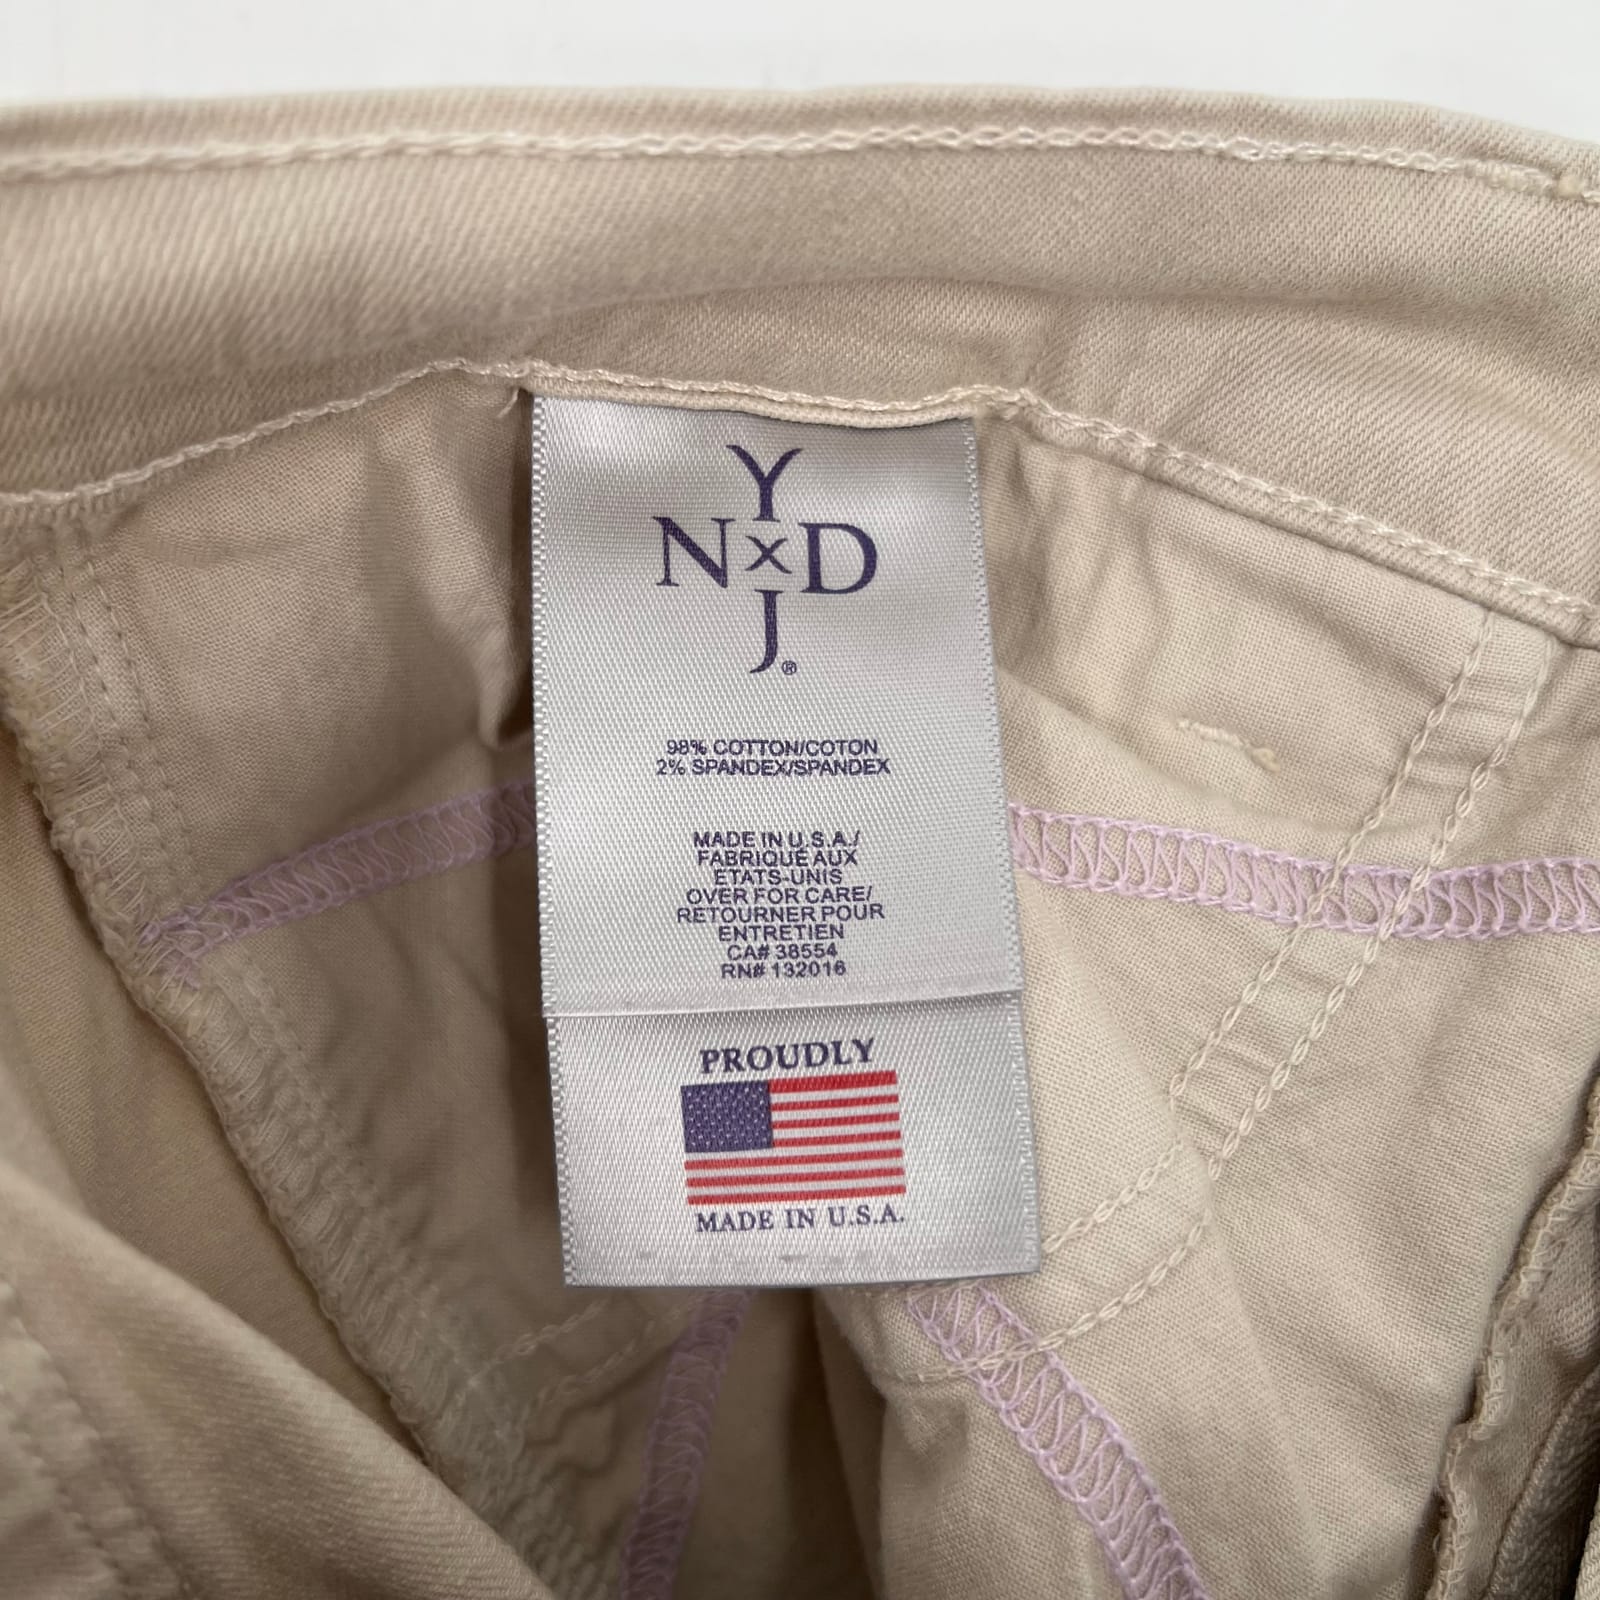 Y
N x D
J ®
98% COTTON/COTON
2% SPANDEX/SPANDEX
MADE IN U.S.A./
FABRIQUÉ AUX
ETATS-UNIS
OVER FOR CARE/
RETOURNER POUR
ENTRETIEN
CA# 38554
RN# 132016
PROUDLY
MADE IN U.S.A.